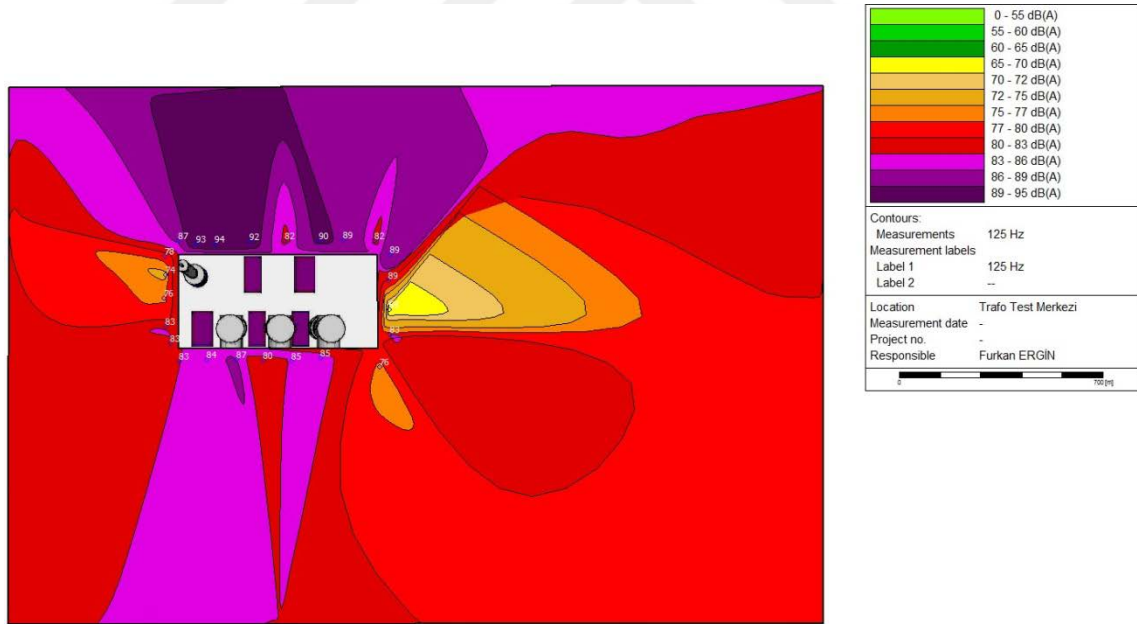 0 - 55 dB(A)
55 - 60 dB(A)
60 - 65 dB(A)
65 - 70 dB(A)
70 - 72 dB(A)
72 - 75 dB(A)
75 - 77 dB(A)
77 - 80 dB(A)
80 - 83 dB(A)
83 - 86 dB(A)
86 - 89 dB(A)
89 - 95 dB(A)
Contours:
Measurements 125 Hz
Measurement labels
Label 1 125 Hz
Label 2 --
Location Trafo Test Merkezi
Measurement date -
Project no. -
Responsible Furkan ERGİN
0 700 [m]
87 93 94 92 82 90 89 82
78 89
74 89
76
83 83
83
83 84 87 80 85 85 76